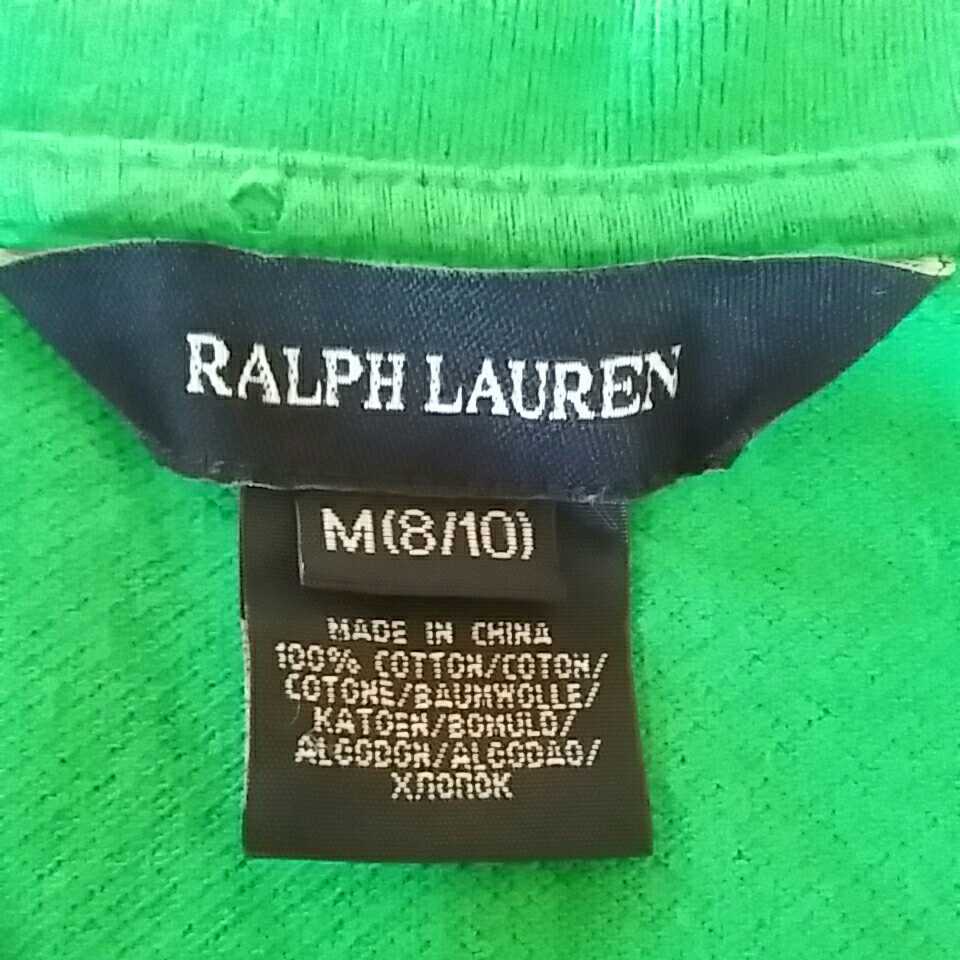 RALPH LAUREN
M(8/10)
MADE IN CHINA
100% COTTON/COTON/
COTONE/BAUMWOLLE/
KATOEN/BOMULD/
ALGODON/ALGODAO/
ХЛОПОК